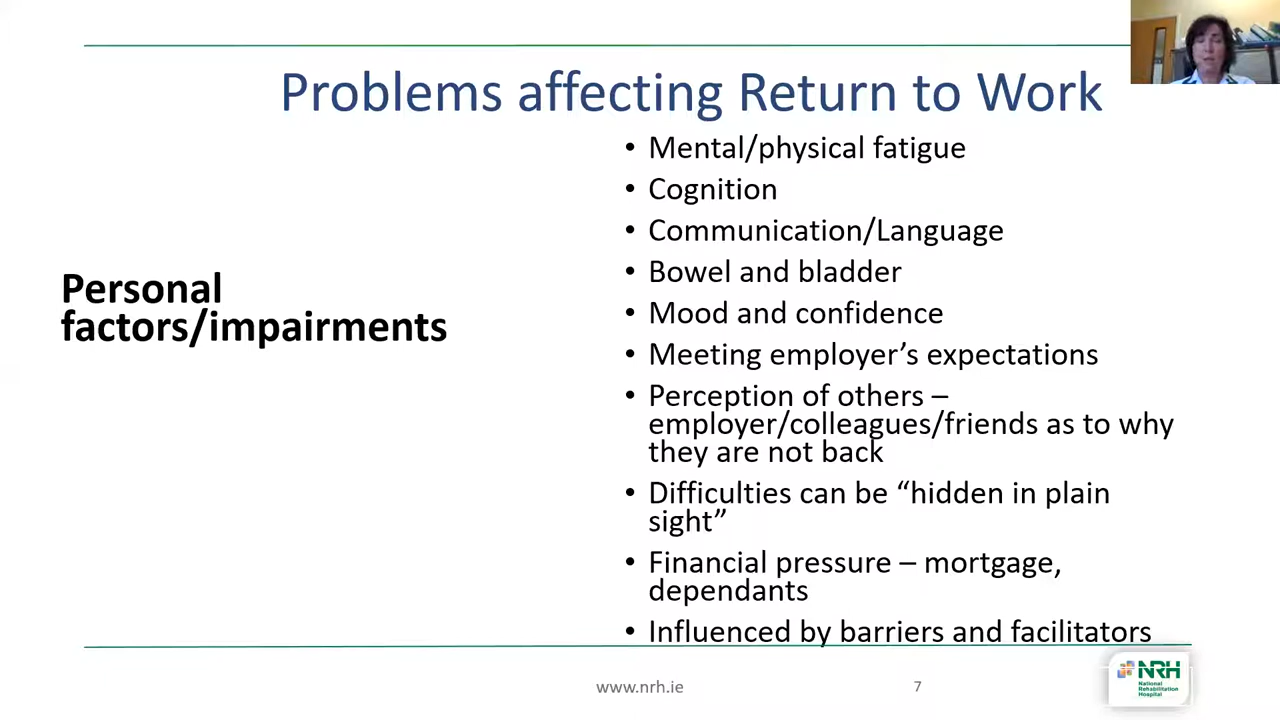 Problems affecting Return to Work
Personal
factors/impairments
• Mental/physical fatigue
• Cognition
• Communication/Language
• Bowel and bladder
• Mood and confidence
• Meeting employer’s expectations
• Perception of others –
employer/colleagues/friends as to why
they are not back
• Difficulties can be “hidden in plain
sight”
• Financial pressure – mortgage,
dependants
• Influenced by barriers and facilitators
www.nrh.ie
7
NRH
National
Rehabilitation
Hospital